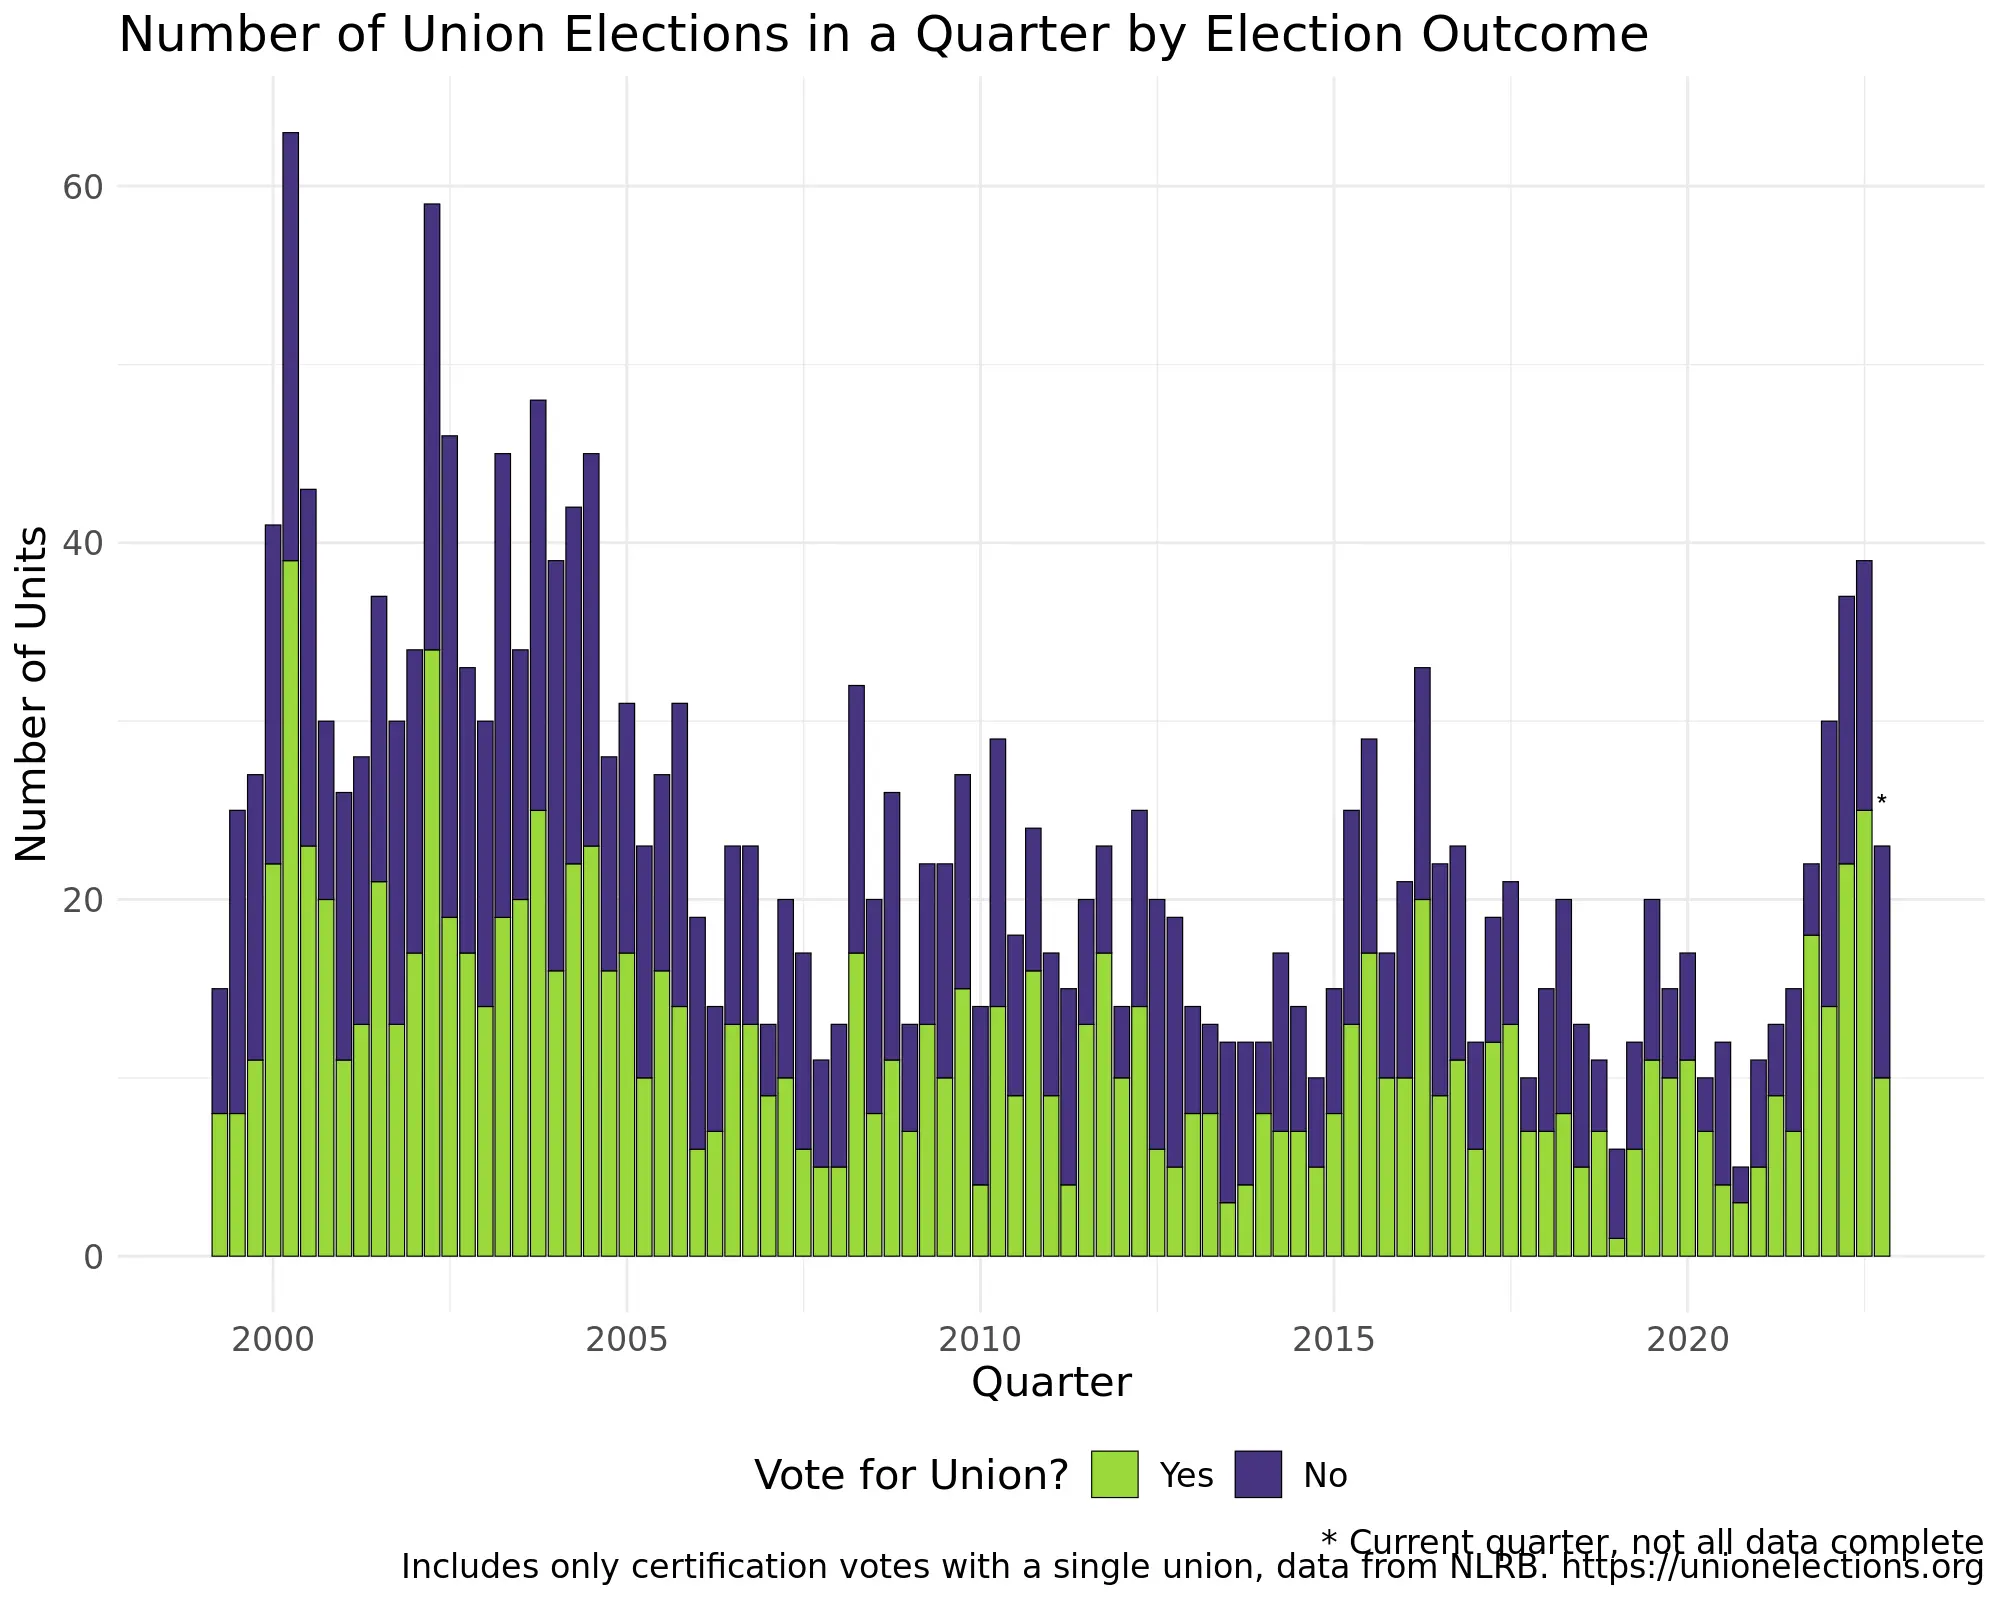 Number of Union Elections in a Quarter by Election Outcome
Number of Units
60
40
20
0
*
2000 2005 2010 2015 2020
Quarter
Vote for Union? Yes No
* Current quarter, not all data complete
Includes only certification votes with a single union, data from NLRB. https://unionelections.org